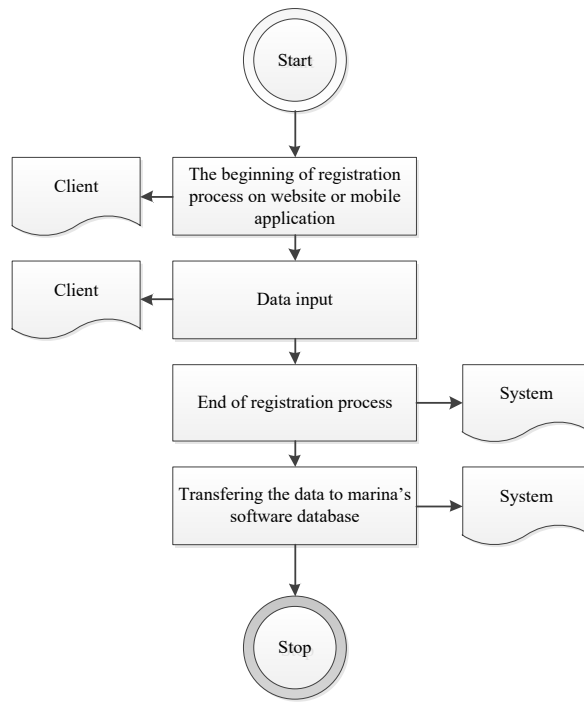 Start
Client
The beginning of registration
process on website or mobile
application
Client
Data input
End of registration process
System
Transfering the data to marina’s
software database
System
Stop